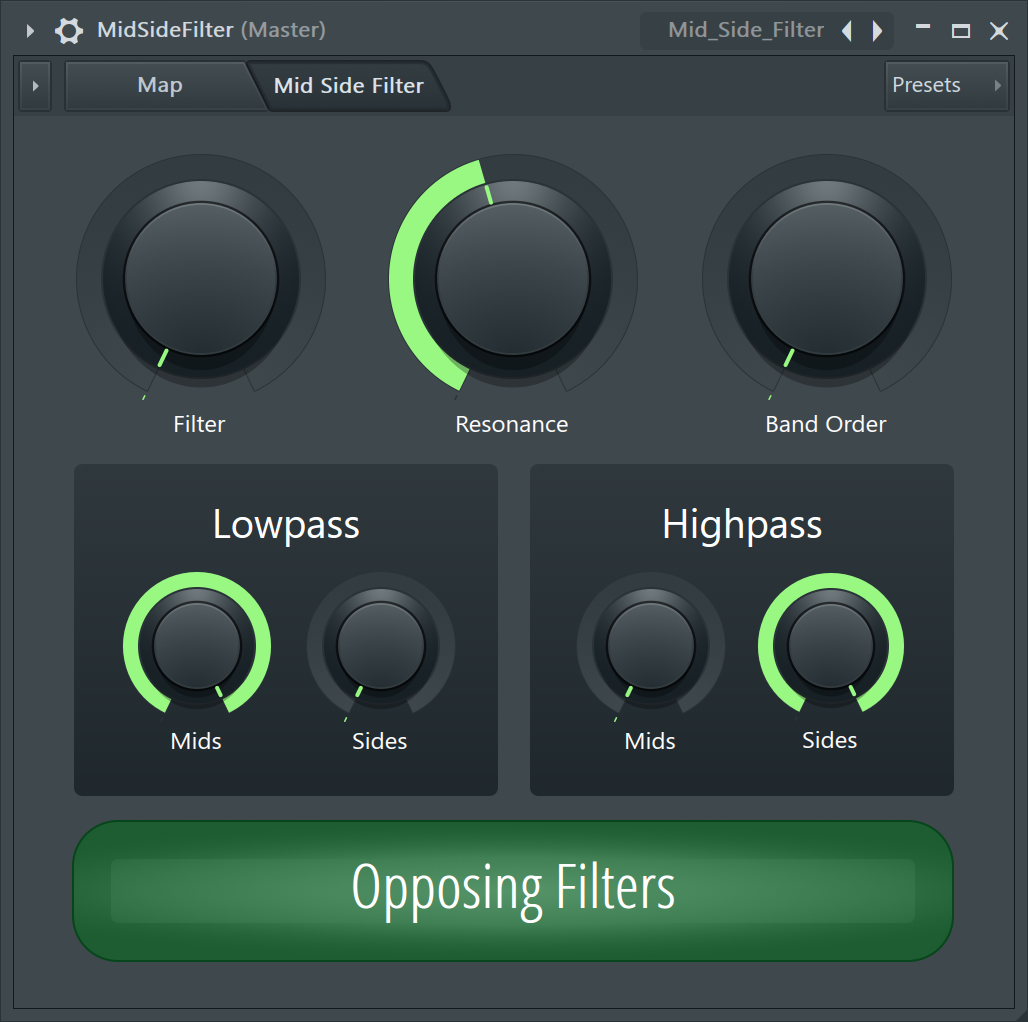 MidSideFilter (Master)
Mid_Side_Filter
Map
Mid Side Filter
Presets
Filter
Resonance
Band Order
Lowpass
Highpass
Mids
Sides
Mids
Sides
Opposing Filters